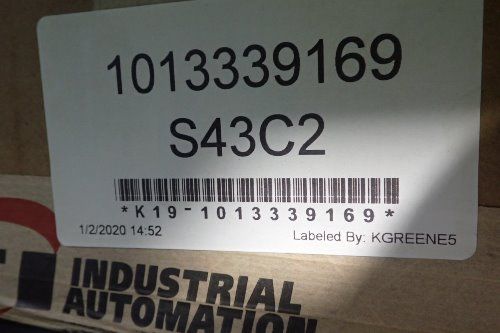 1013339169
S43C2
*K19-1013339169*
1/2/2020 14:52 Labeled By: KGREENE5
INDUSTRIAL
AUTOMATION